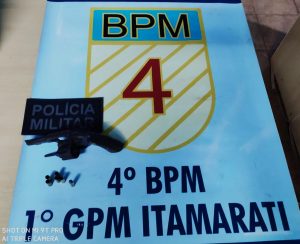 BPM
4
POLÍCIA
MILITAR
4º BPM
1º GPM ITAMARATI
SHOT ON MI 9T PRO
AI TRIPLE CAMERA